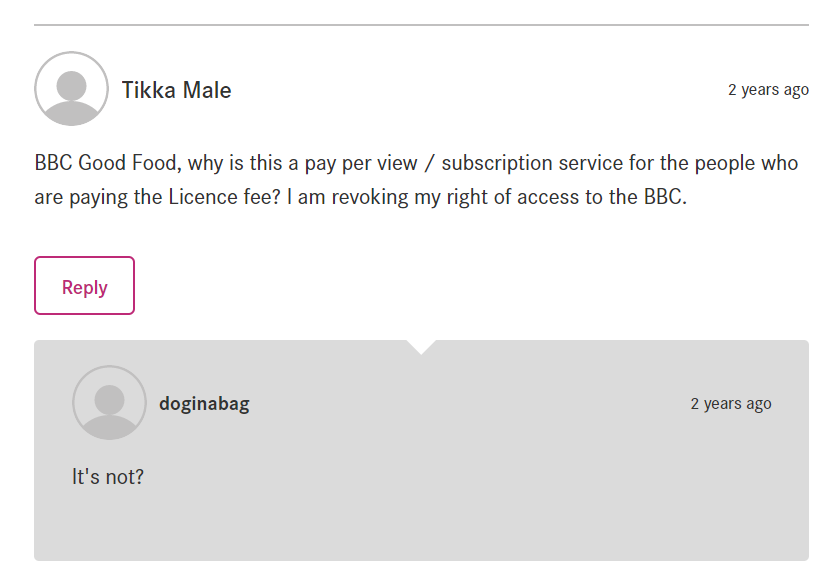 Tikka Male
2 years ago
BBC Good Food, why is this a pay per view / subscription service for the people who
are paying the Licence fee? I am revoking my right of access to the BBC.
Reply
doginabag
2 years ago
It's not?